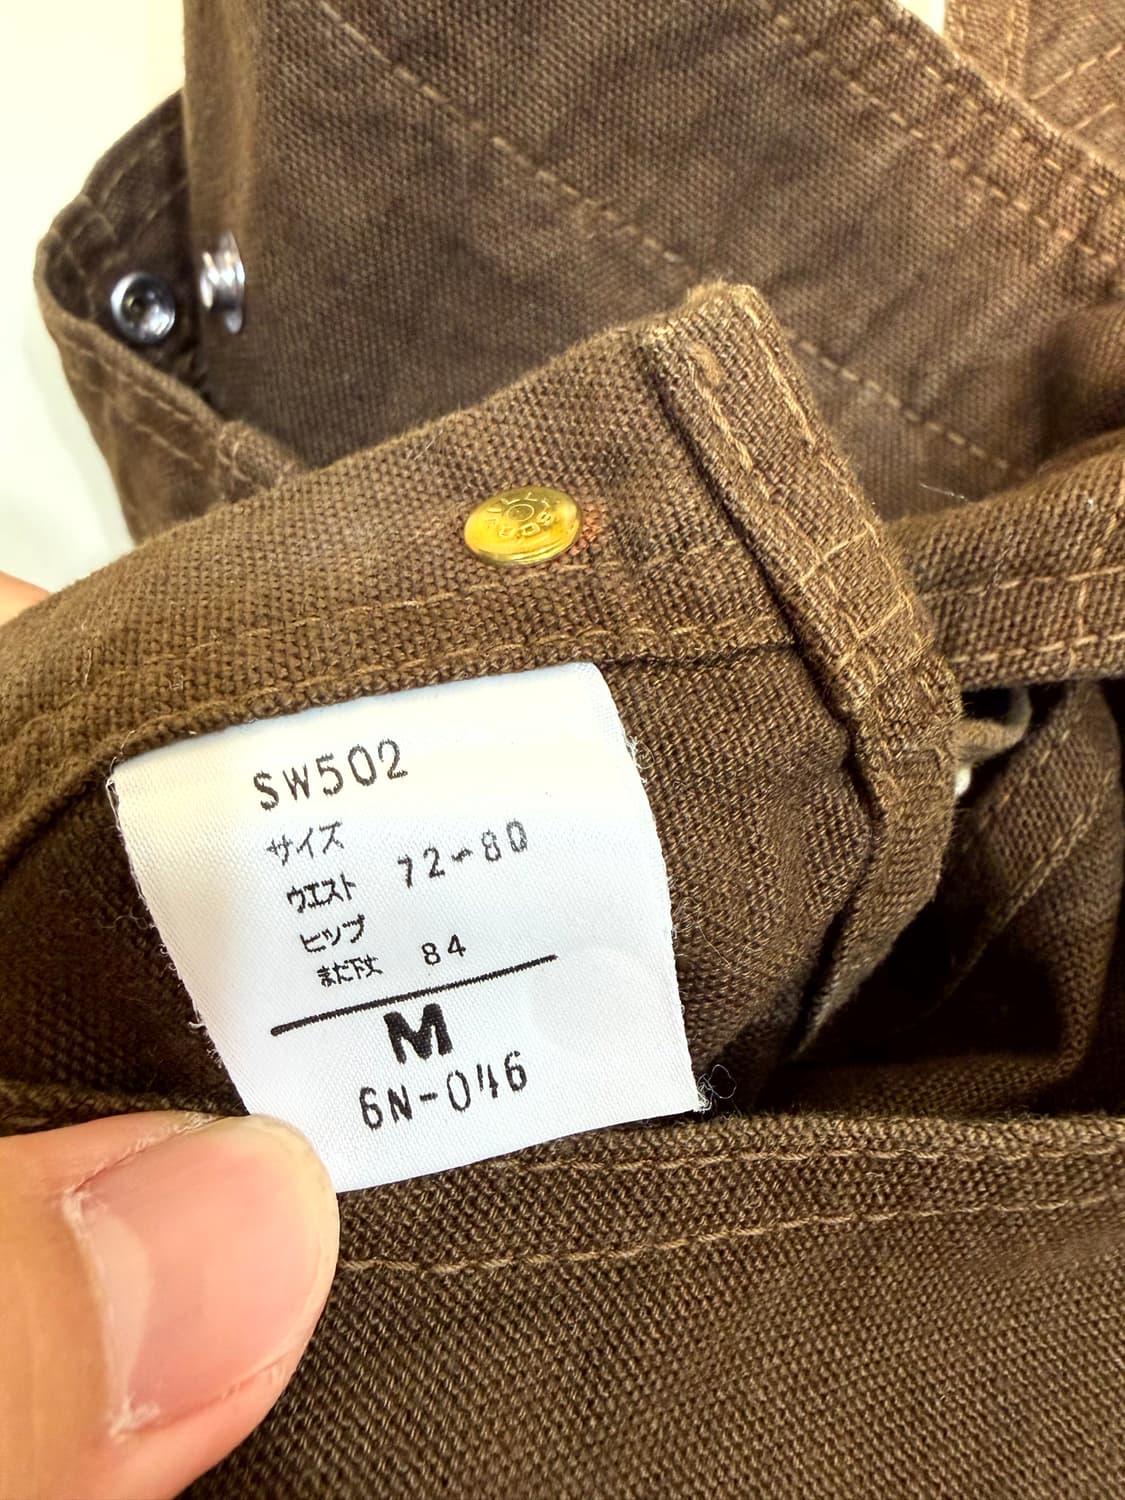 SW502
サイズ
ウエスト 72-80
ヒップ
また下丈 84
M
6N-046